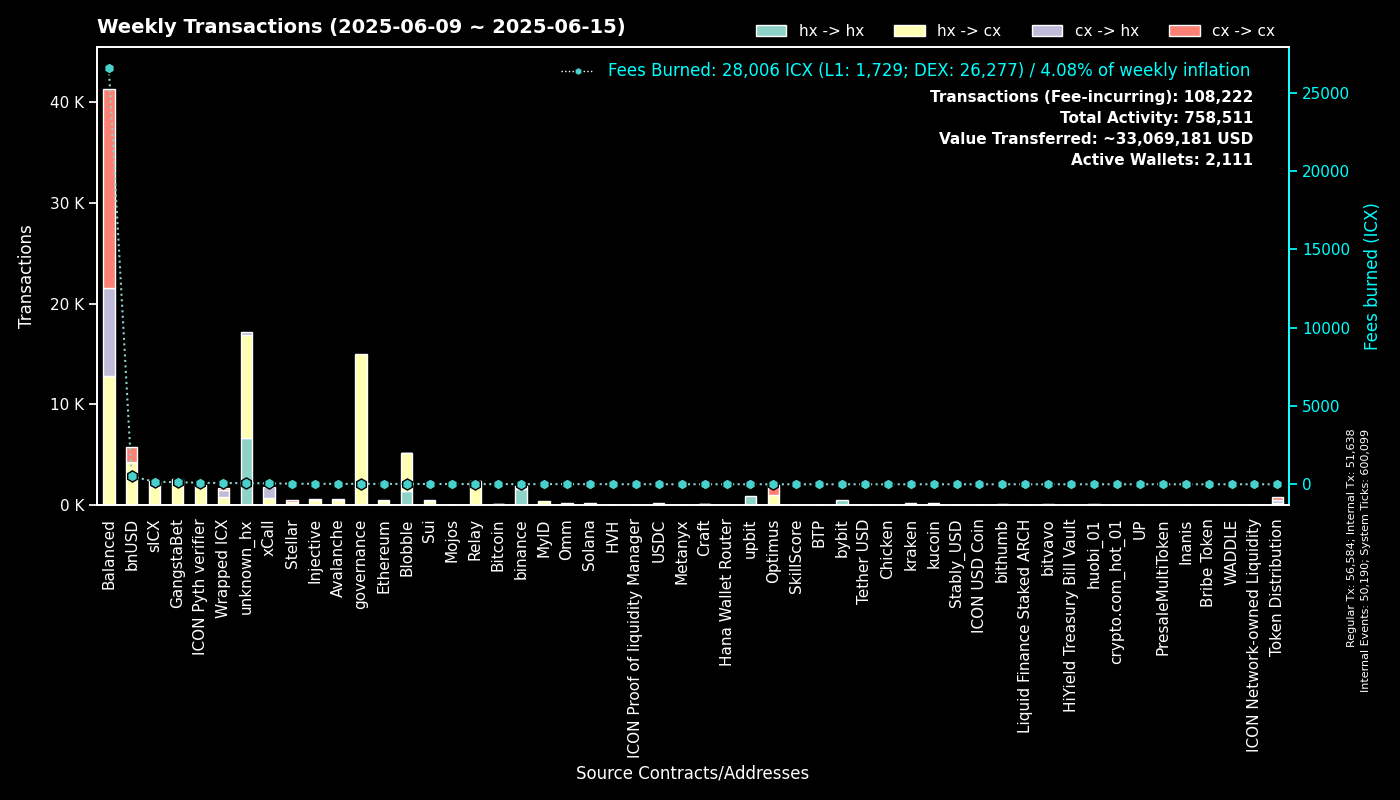 Weekly Transactions (2025-06-09 ~ 2025-06-15)
hx -> hx
hx -> cx
cx -> hx
cx -> cx
Fees Burned: 28,006 ICX (L1: 1,729; DEX: 26,277) / 4.08% of weekly inflation
Transactions (Fee-incurring): 108,222
Total Activity: 758,511
Value Transferred: ~33,069,181 USD
Active Wallets: 2,111
Transactions
40 K
30 K
20 K
10 K
0 K
25000
20000
15000
10000
5000
0
Fees burned (ICX)
Regular Tx: 56,584; Internal Tx: 51,638
Internal Events: 50,190; System Ticks: 600,099
Balanced
bnUSD
sICX
GangstaBet
ICON Pyth verifier
Wrapped ICX
unknown_hx
xCall
Stellar
Injective
Avalanche
governance
Ethereum
Blobble
Sui
Mojos
Relay
Bitcoin
binance
MyID
Omm
Solana
HVH
ICON Proof of liquidity Manager
USDC
Metanyx
Craft
Hana Wallet Router
upbit
Optimus
SkillScore
BTP
bybit
Tether USD
Chicken
kraken
kucoin
Stably_USD
ICON USD Coin
bithumb
Liquid Finance Staked ARCH
bitvavo
HiYield Treasury Bill Vault
huobi_01
crypto.com_hot_01
UP
PresaleMultiToken
Inanis
Bribe Token
WADDLE
ICON Network-owned Liquidity
Token Distribution
Source Contracts/Addresses